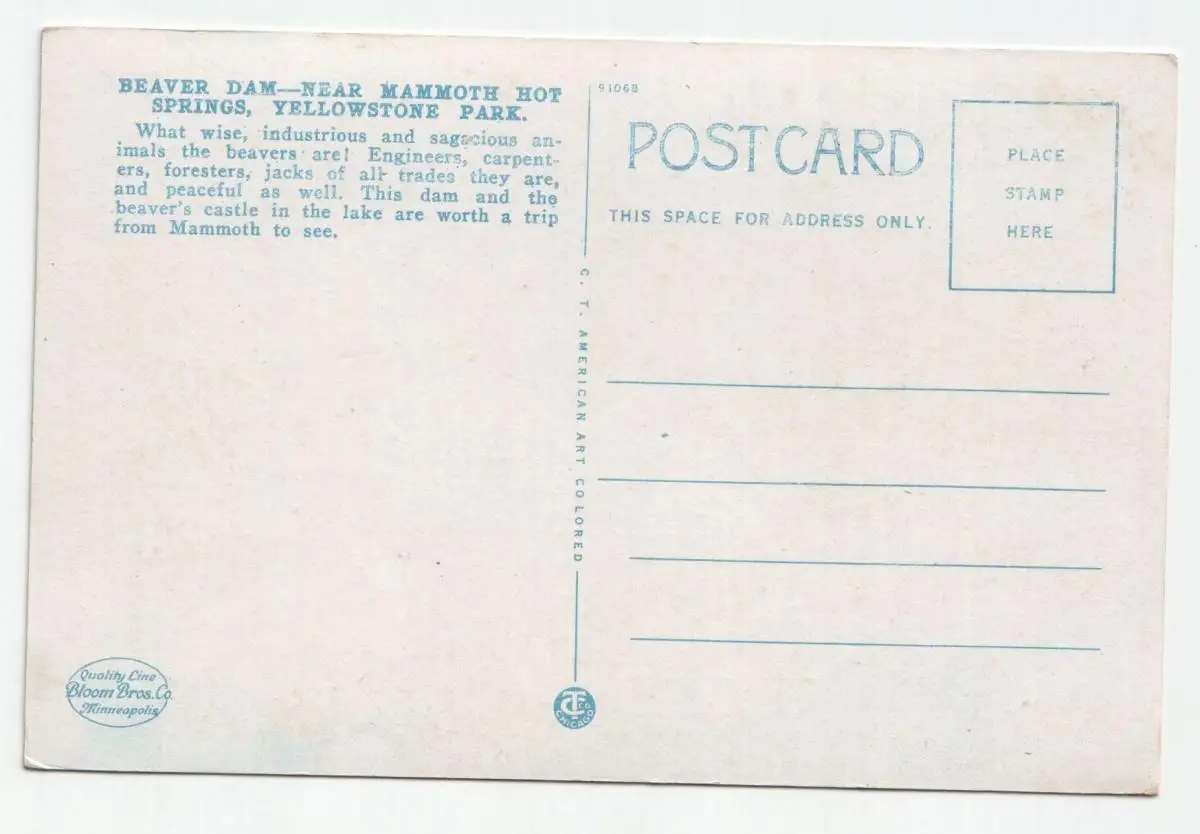 BEAVER DAM—NEAR MAMMOTH HOT
SPRINGS, YELLOWSTONE PARK.
What wise, industrious and sagacious an-
imals the beavers are! Engineers, carpent-
ers, foresters, jacks of all trades they are,
and peaceful as well. This dam and the
beaver's castle in the lake are worth a trip
from Mammoth to see.
Quality Line
Bloom Bros. Co.
Minneapolis
C. T. AMERICAN ART COLORED
CT CO
CHICAGO
91068
POST CARD
THIS SPACE FOR ADDRESS ONLY.
PLACE
STAMP
HERE